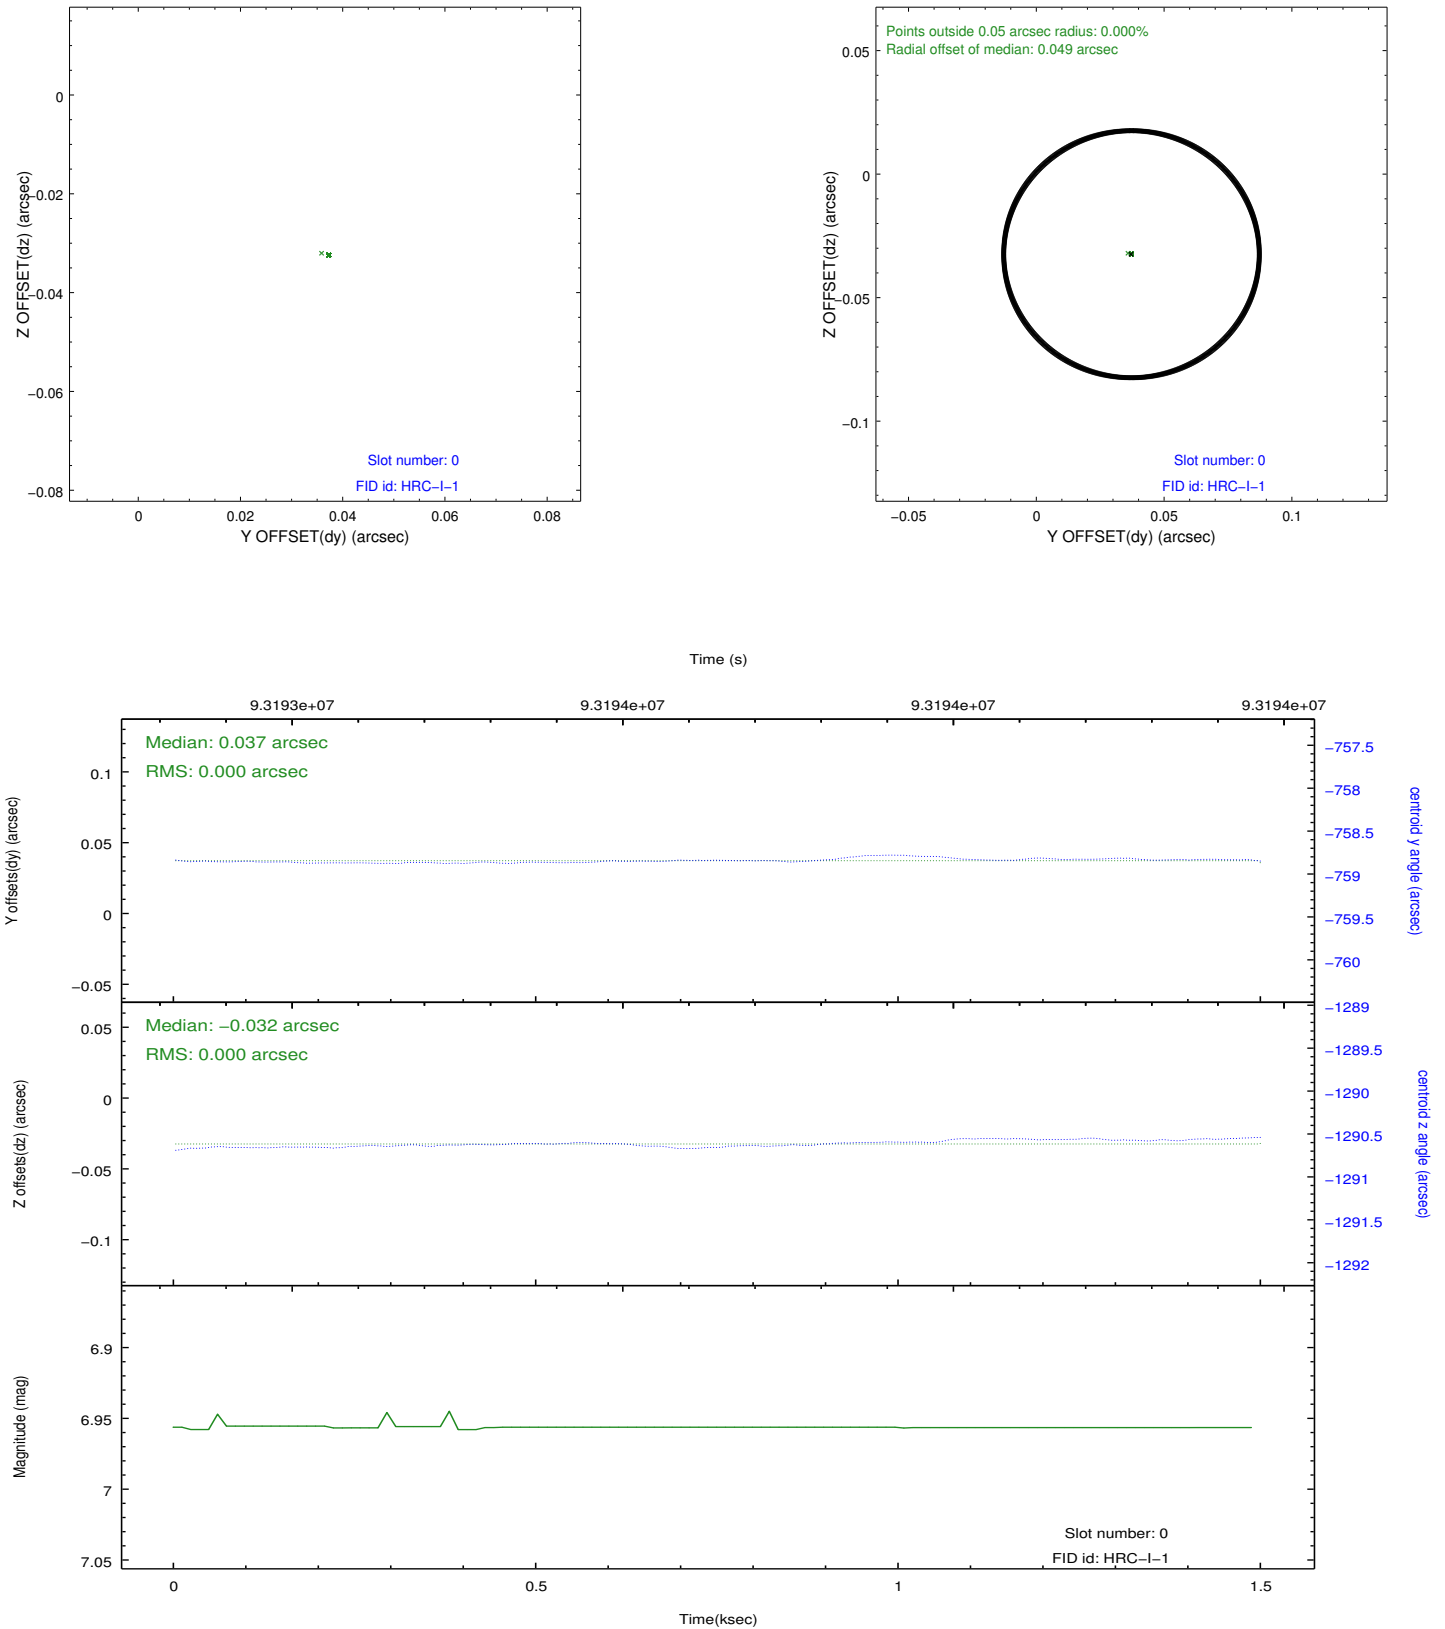 0
−0.02
−0.04
−0.06
−0.08
Z OFFSET(dz) (arcsec)
Slot number: 0
FID id: HRC−I−1
0 0.02 0.04 0.06 0.08
Y OFFSET(dy) (arcsec)
Points outside 0.05 arcsec radius: 0.000%
Radial offset of median: 0.049 arcsec
0.05
0
−0.05
−0.1
Z OFFSET(dz) (arcsec)
Slot number: 0
FID id: HRC−I−1
−0.05 0 0.05 0.1
Y OFFSET(dy) (arcsec)
Time (s)
9.3193e+07 9.3194e+07 9.3194e+07 9.3194e+07
Median: 0.037 arcsec
RMS: 0.000 arcsec
0.1
0.05
0
−0.05
Y offsets(dy) (arcsec)
−757.5
−758
−758.5
−759
−759.5
−760
centroid y angle (arcsec)
Median: −0.032 arcsec
RMS: 0.000 arcsec
0.05
0
−0.05
−0.1
Z offsets(dz) (arcsec)
−1289
−1289.5
−1290
−1290.5
−1291
−1291.5
−1292
centroid z angle (arcsec)
6.9
6.95
7
7.05
Magnitude (mag)
Slot number: 0
FID id: HRC−I−1
0 0.5 1 1.5
Time(ksec)